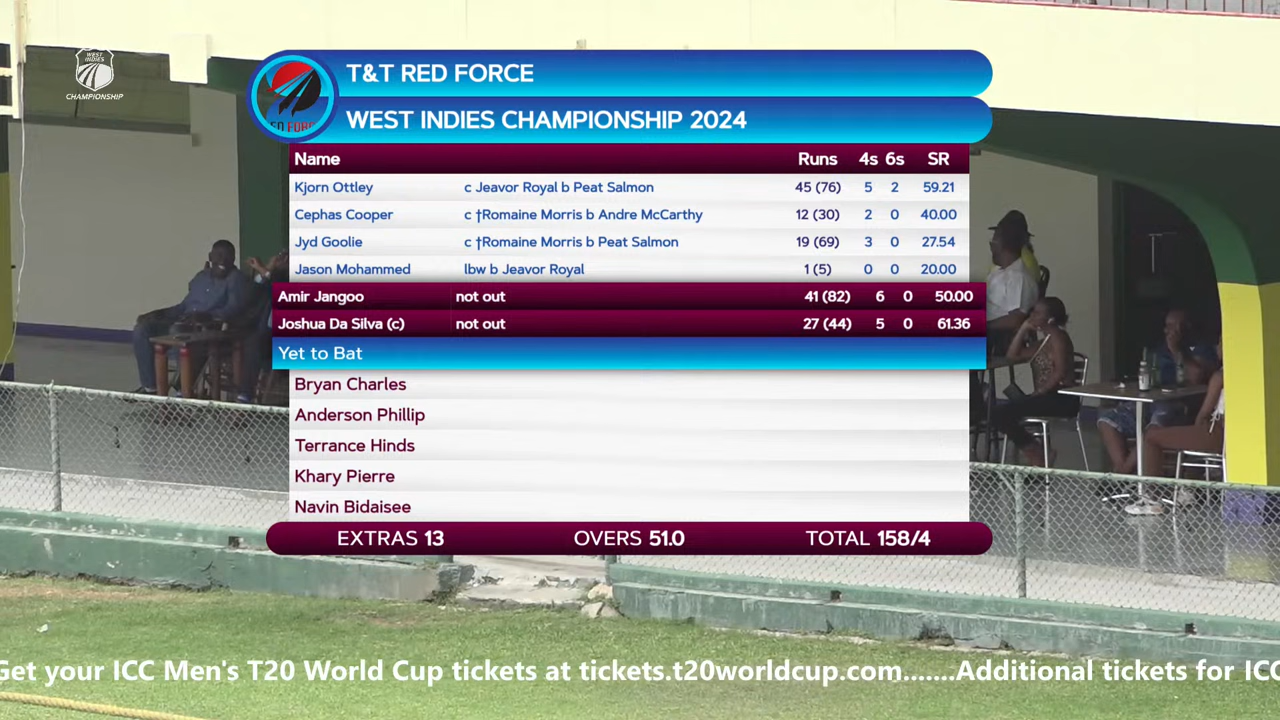 WEST INDIES
CHAMPIONSHIP
T&T RED FORCE
WEST INDIES CHAMPIONSHIP 2024
Name Runs 4s 6s SR
Kjorn Ottley c Jeavor Royal b Peat Salmon 45 (76) 5 2 59.21
Cephas Cooper c †Romaine Morris b Andre McCarthy 12 (30) 2 0 40.00
Jyd Goolie c †Romaine Morris b Peat Salmon 19 (69) 3 0 27.54
Jason Mohammed lbw b Jeavor Royal 1 (5) 0 0 20.00
Amir Jangoo not out 41 (82) 6 0 50.00
Joshua Da Silva (c) not out 27 (44) 5 0 61.36
Yet to Bat
Bryan Charles
Anderson Phillip
Terrance Hinds
Khary Pierre
Navin Bidaisee
EXTRAS 13 OVERS 51.0 TOTAL 158/4
Get your ICC Men's T20 World Cup tickets at tickets.t20worldcup.com.......Additional tickets for ICC